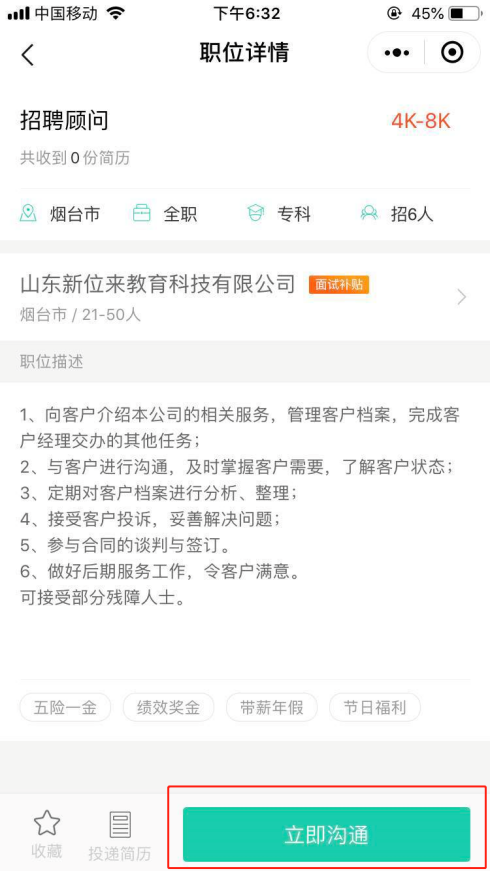 中国移动 下午6:32 45%
职位详情
招聘顾问 4K-8K
共收到0份简历
烟台市 全职 专科 招6人
山东新位来教育科技有限公司 面试补贴
烟台市 / 21-50人
职位描述
1、向客户介绍本公司的相关服务，管理客户档案，完成客
户经理交办的其他任务；
2、与客户进行沟通，及时掌握客户需要，了解客户状态；
3、定期对客户档案进行分析、整理；
4、接受客户投诉，妥善解决问题；
5、参与合同的谈判与签订。
6、做好后期服务工作，令客户满意。
可接受部分残障人士。
五险一金 绩效奖金 带薪年假 节日福利
收藏 投递简历 立即沟通